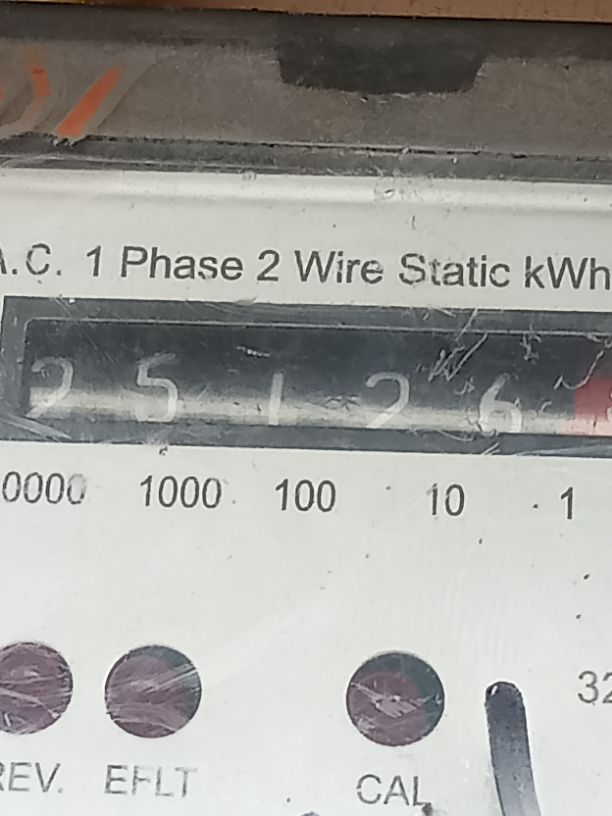 A.C. 1 Phase 2 Wire Static kWh
2 5 1 2 6
0000 1000 100 10 1
32
REV. EFLT CAL